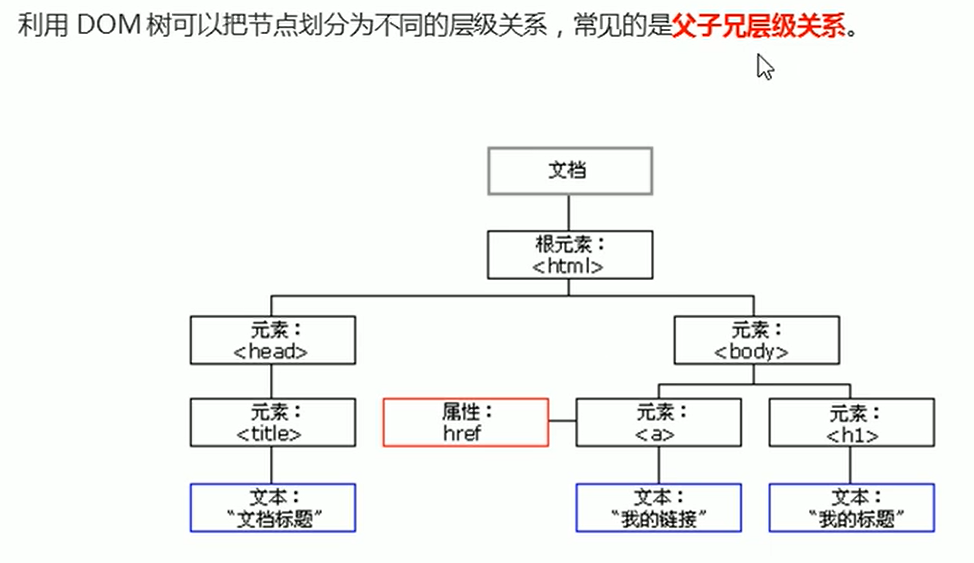 利用 DOM 树可以把节点划分为不同的层级关系，常见的是父子兄层级关系。
文档
根元素：
<html>
元素：
<head>
元素：
<body>
元素：
<title>
属性：
href
元素：
<a>
元素：
<h1>
文本：
“文档标题”
文本：
“我的链接”
文本：
“我的标题”